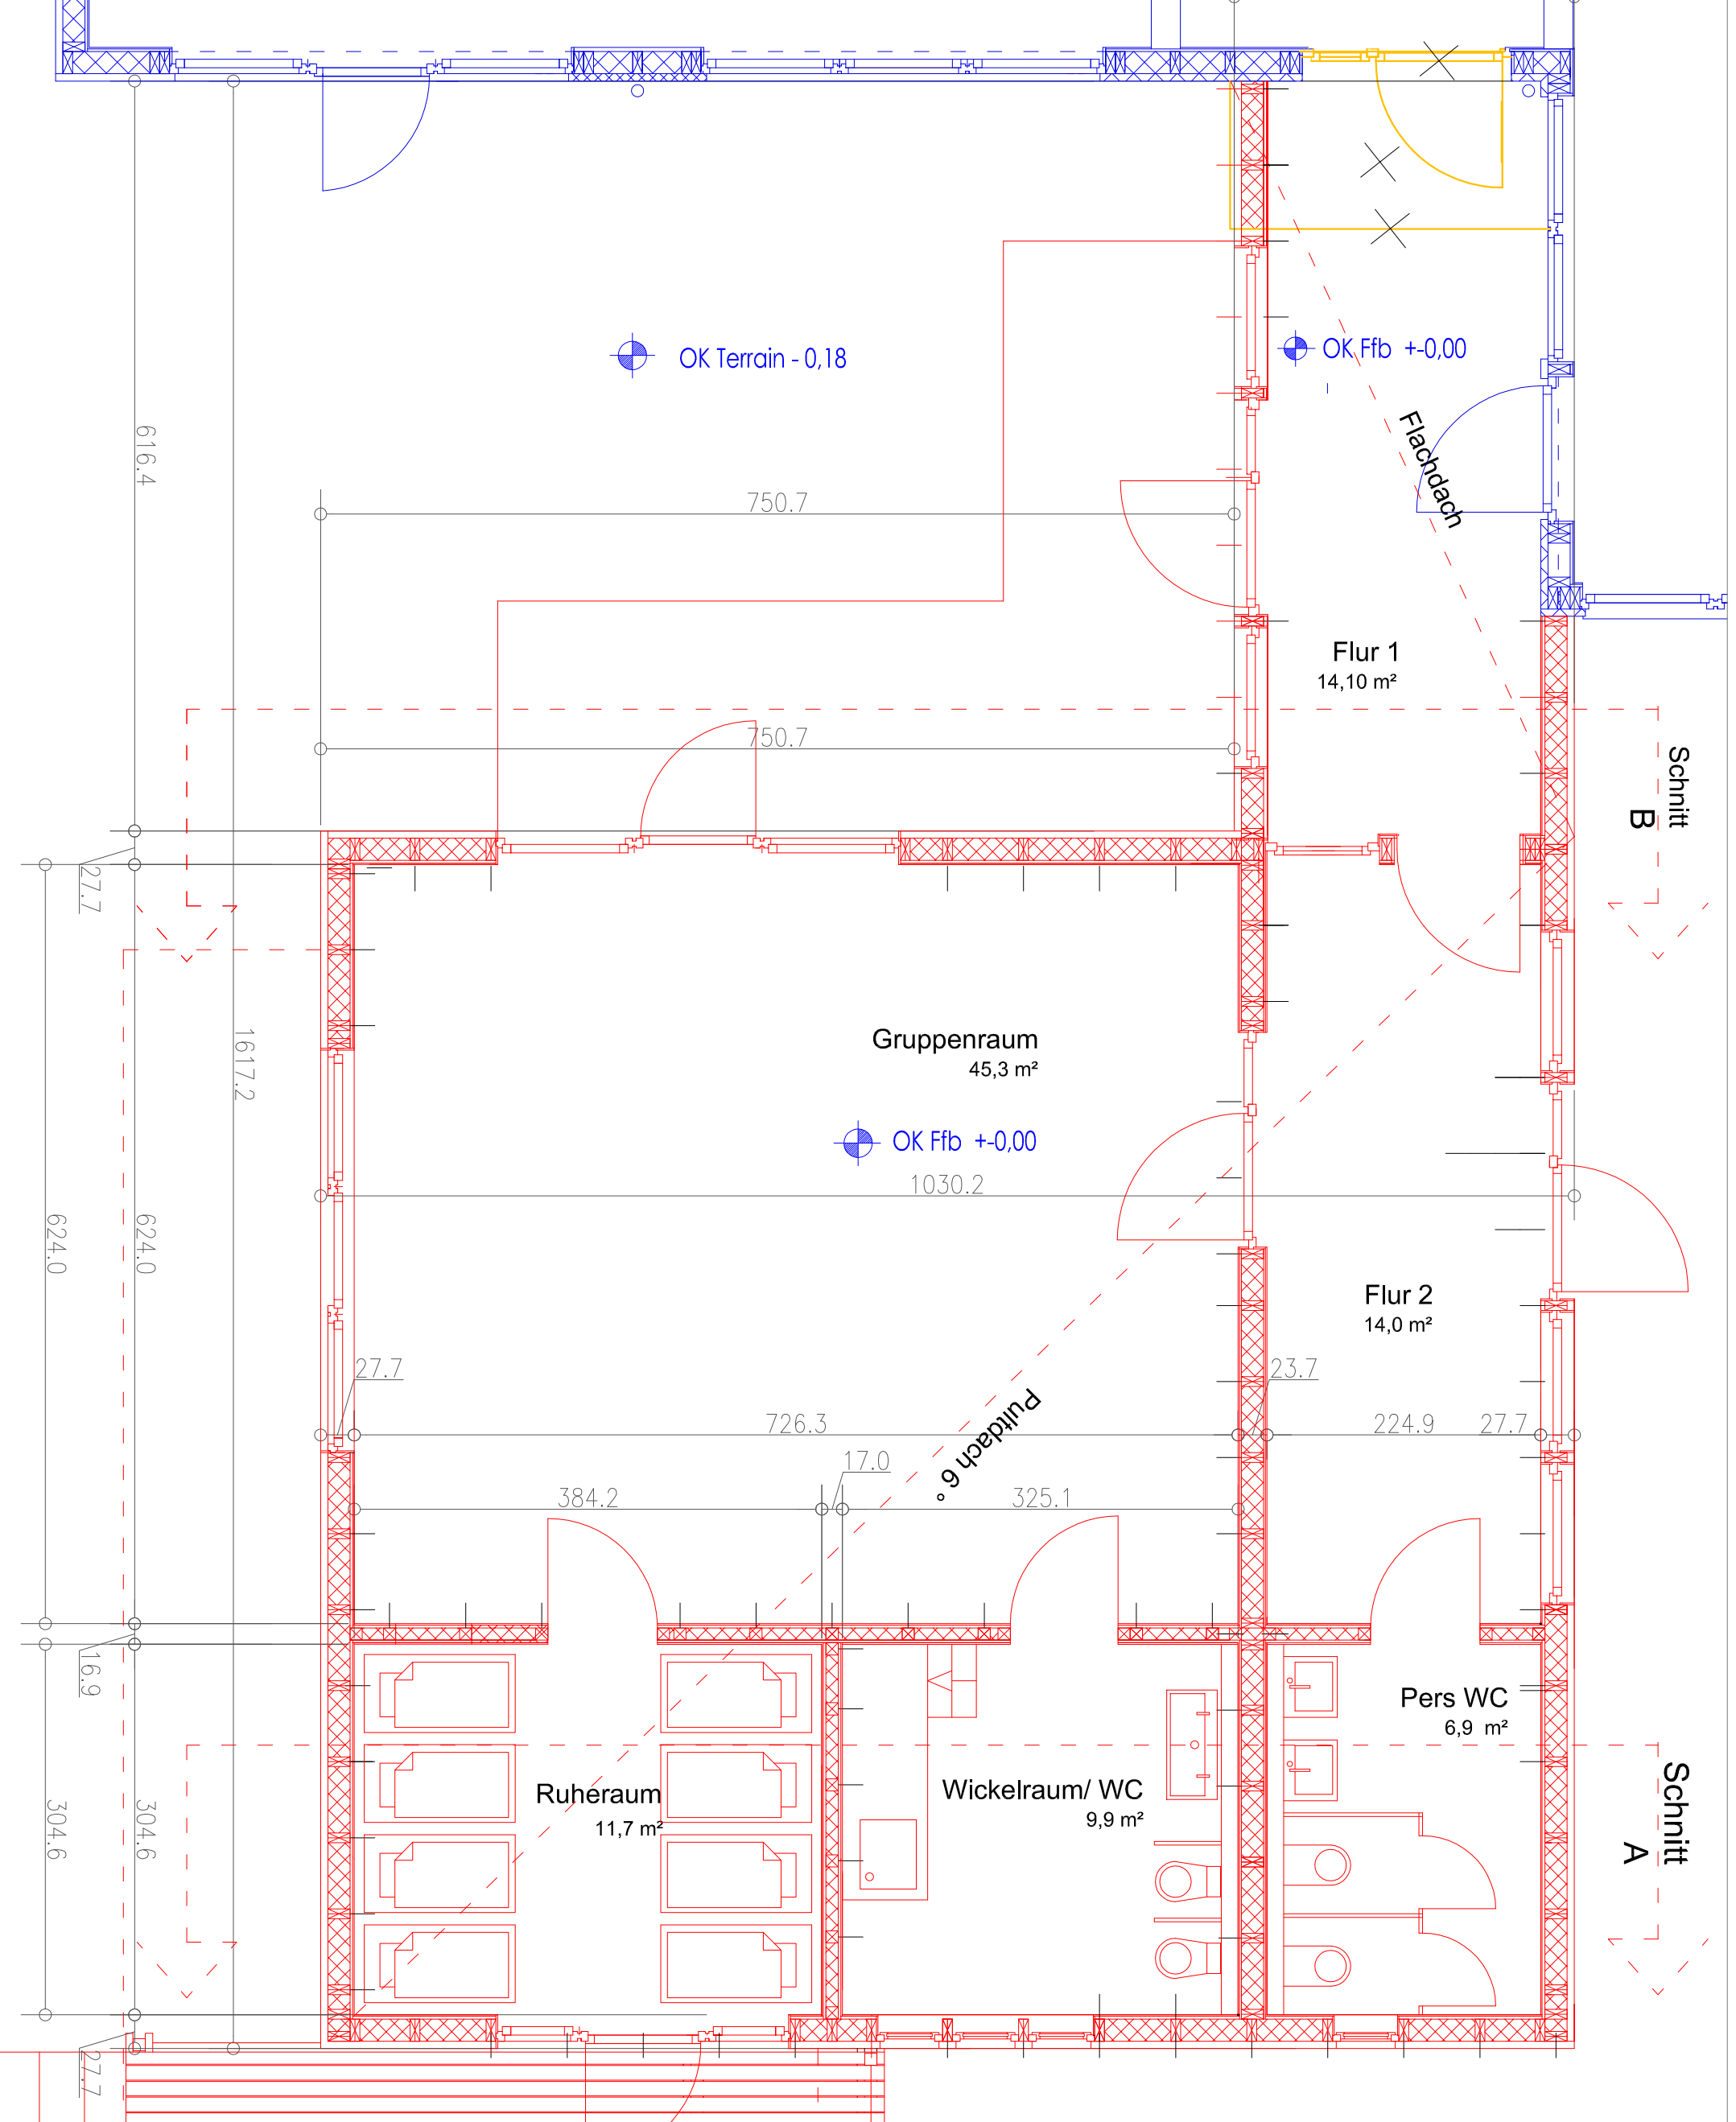 OK Terrain - 0,18
OK Ffb +-0,00
616.4
Flachdach
750.7
Flur 1
14,10 m²
750.7
Schnitt
B
27.7
Gruppenraum
45,3 m²
1617.2
OK Ffb +-0,00
1030.2
624.0
624.0
Flur 2
14,0 m²
27.7
23.7
726.3
224.9
27.7
Pultdach 6 °
17.0
384.2
325.1
16.9
Pers WC
6,9 m²
Ruheraum
11,7 m²
Wickelraum/ WC
9,9 m²
304.6
304.6
Schnitt
A
27.7